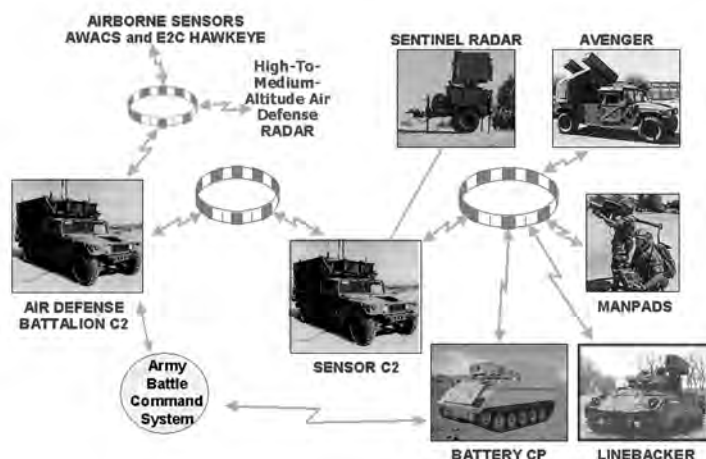 AIRBORNE SENSORS
AWACS and E2C HAWKEYE
High-To-
Medium-
Altitude Air
Defense
RADAR
SENTINEL RADAR
AVENGER
AIR DEFENSE
BATTALION C2
SENSOR C2
MANPADS
Army
Battle
Command
System
BATTERY CP
LINEBACKER